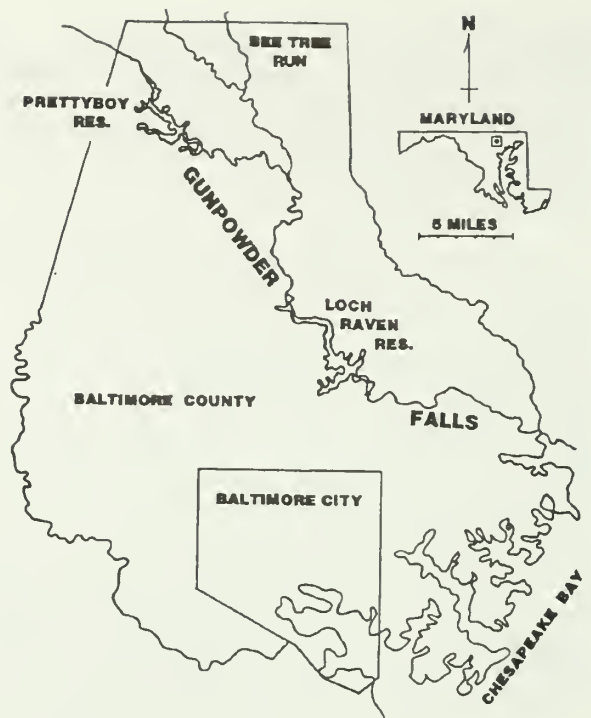 BEE TREE
RUN
N
PRETTYBOY
RES.
MARYLAND
5 MILES
GUNPOWDER
LOCH
RAVEN
RES.
BALTIMORE COUNTY
FALLS
BALTIMORE CITY
CHESAPEAKE BAY